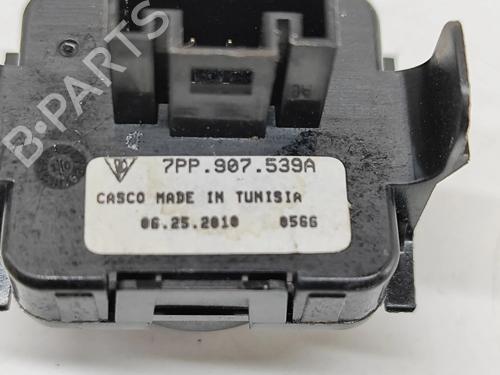 B-PARTS
7PP.907.539A
CASCO MADE IN TUNISIA
06.25.2010 0566